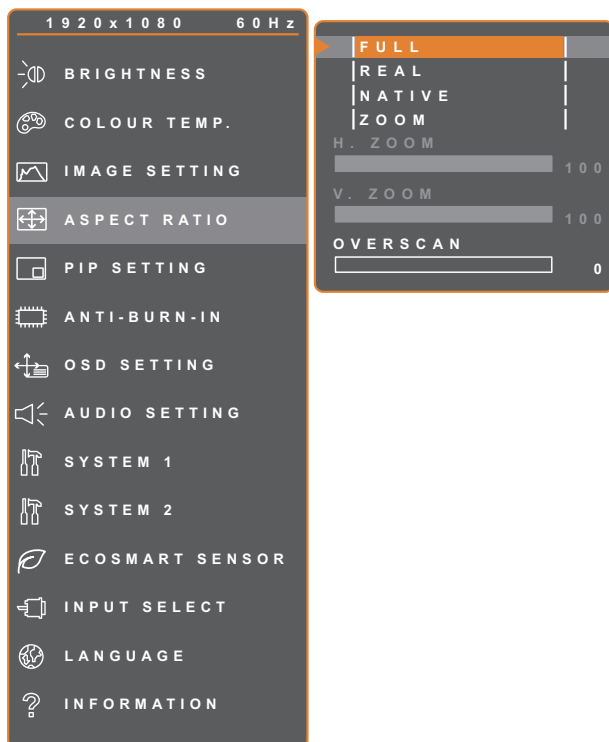 1920x1080 60Hz
BRIGHTNESS
COLOUR TEMP.
IMAGE SETTING
ASPECT RATIO
PIP SETTING
ANTI-BURN-IN
OSD SETTING
AUDIO SETTING
SYSTEM 1
SYSTEM 2
ECOSMART SENSOR
INPUT SELECT
LANGUAGE
INFORMATION
FULL
REAL
NATIVE
ZOOM
H. ZOOM
100
V. ZOOM
100
OVERSCAN
0